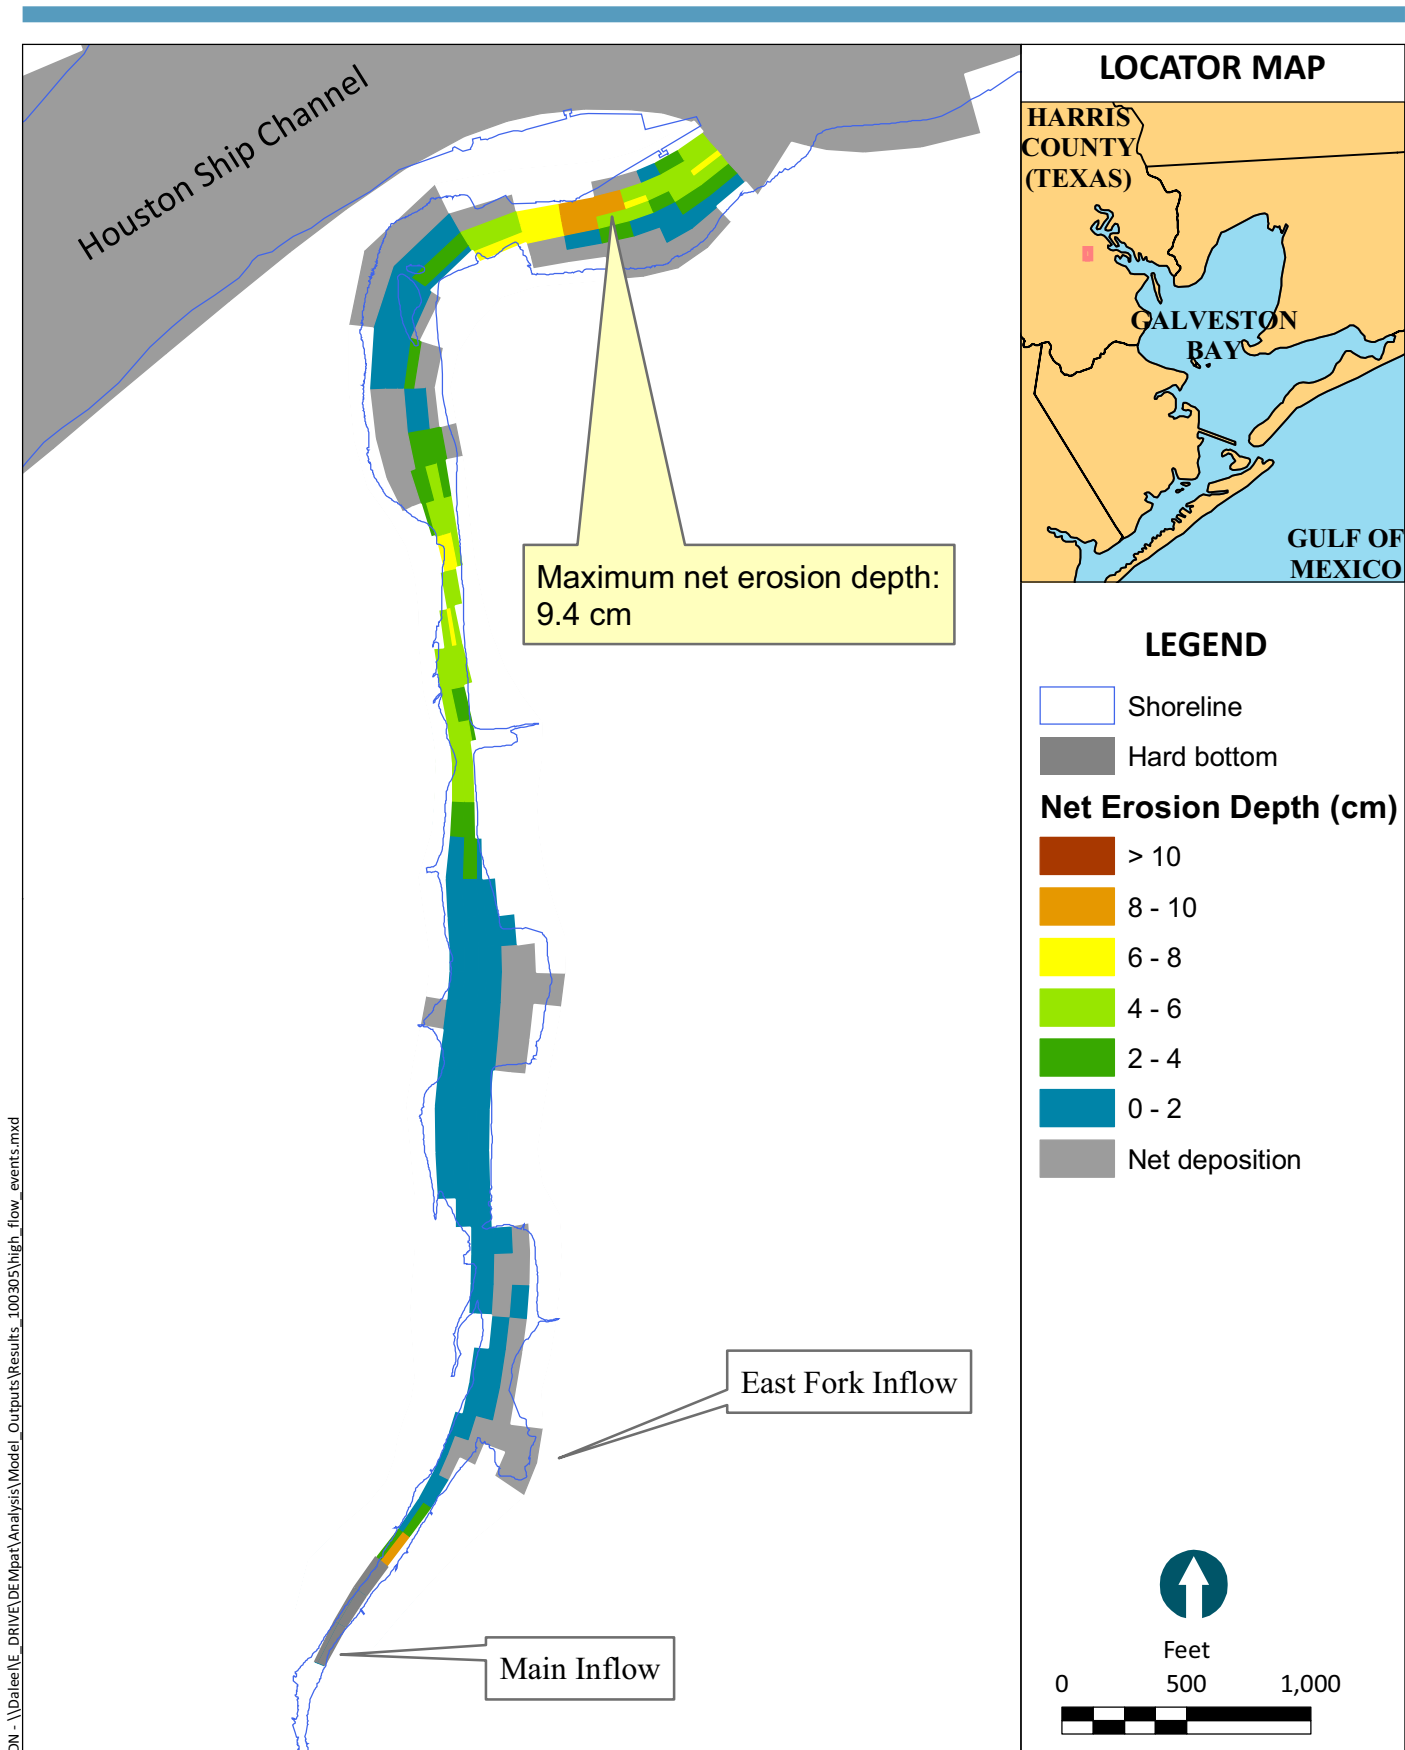 Houston Ship Channel
Maximum net erosion depth:
9.4 cm
East Fork Inflow
Main Inflow
LOCATOR MAP
HARRIS
COUNTY
(TEXAS)
GALVESTON
BAY
GULF OF
MEXICO
LEGEND
Shoreline
Hard bottom
Net Erosion Depth (cm)
> 10
8 - 10
6 - 8
4 - 6
2 - 4
0 - 2
Net deposition
Feet
0 500 1,000
ON - \\Dalee\E_DRIVE\DEMpat\Analysis\Model_Outputs\Results_100305\high_flow_events.mxd